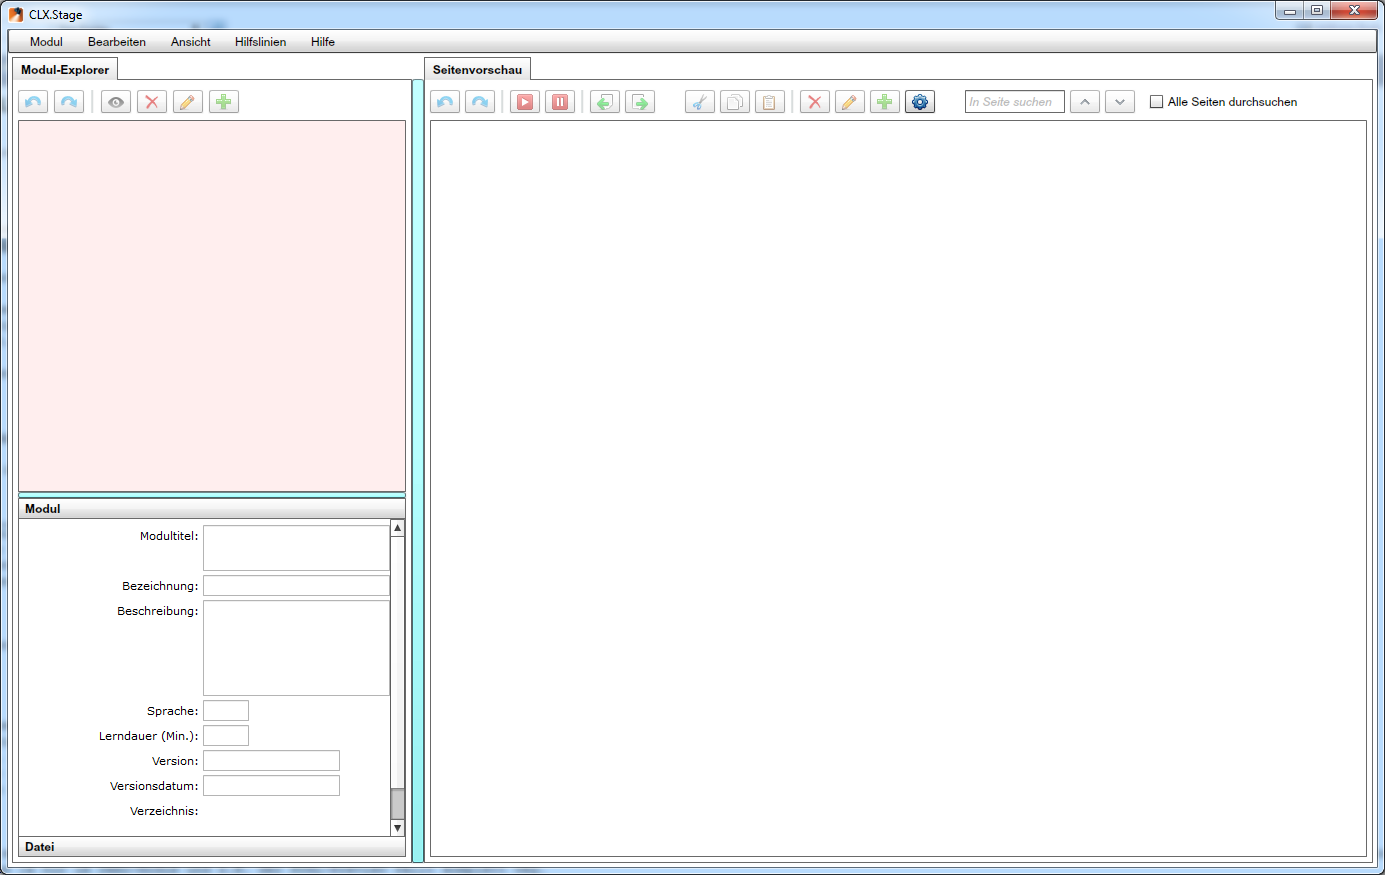 CLX.Stage
Modul Bearbeiten Ansicht Hilfslinien Hilfe
Modul-Explorer
Seitenvorschau
In Seite suchen
Alle Seiten durchsuchen
Modul
Modultitel:
Bezeichnung:
Beschreibung:
Sprache:
Lerndauer (Min.):
Version:
Versionsdatum:
Verzeichnis:
Datei